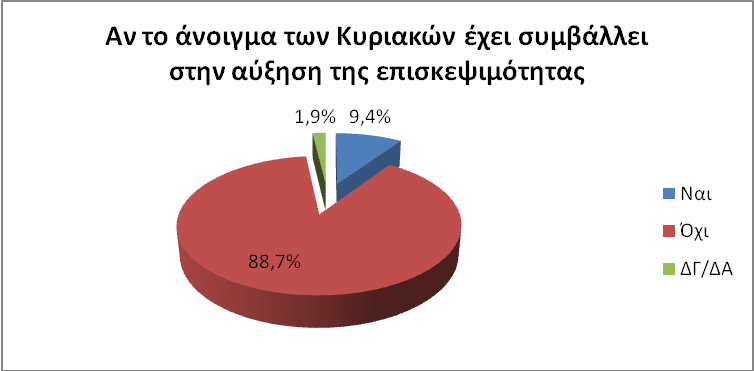 Αν το άνοιγμα των Κυριακών έχει συμβάλλει
στην αύξηση της επισκεψιμότητας
1,9% 9,4%
Ναι
Όχι
88,7%
ΔΓ/ΔΑ